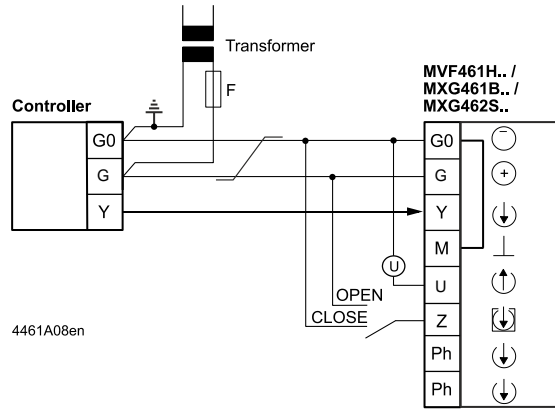 Transformer
F
MVF461H.. /
MXG461B.. /
MXG462S..
Controller
G0
G
Y
G0
G
Y
M
U
Z
Ph
Ph
U
OPEN
CLOSE
4461A08en